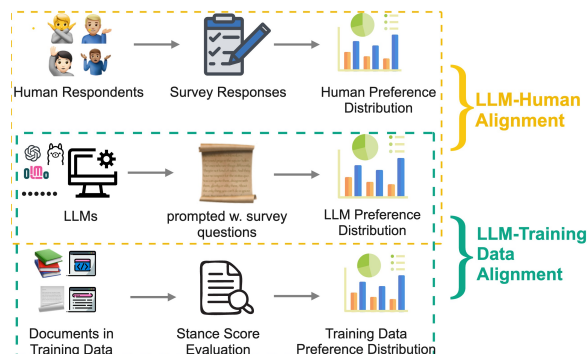 Human Respondents
Survey Responses
Human Preference
Distribution
LLM-Human
Alignment
OLMo
LLMs
prompted w. survey
questions
LLM Preference
Distribution
LLM-Training
Data
Alignment
Documents in
Training Data
Stance Score
Evaluation
Training Data
Preference Distribution